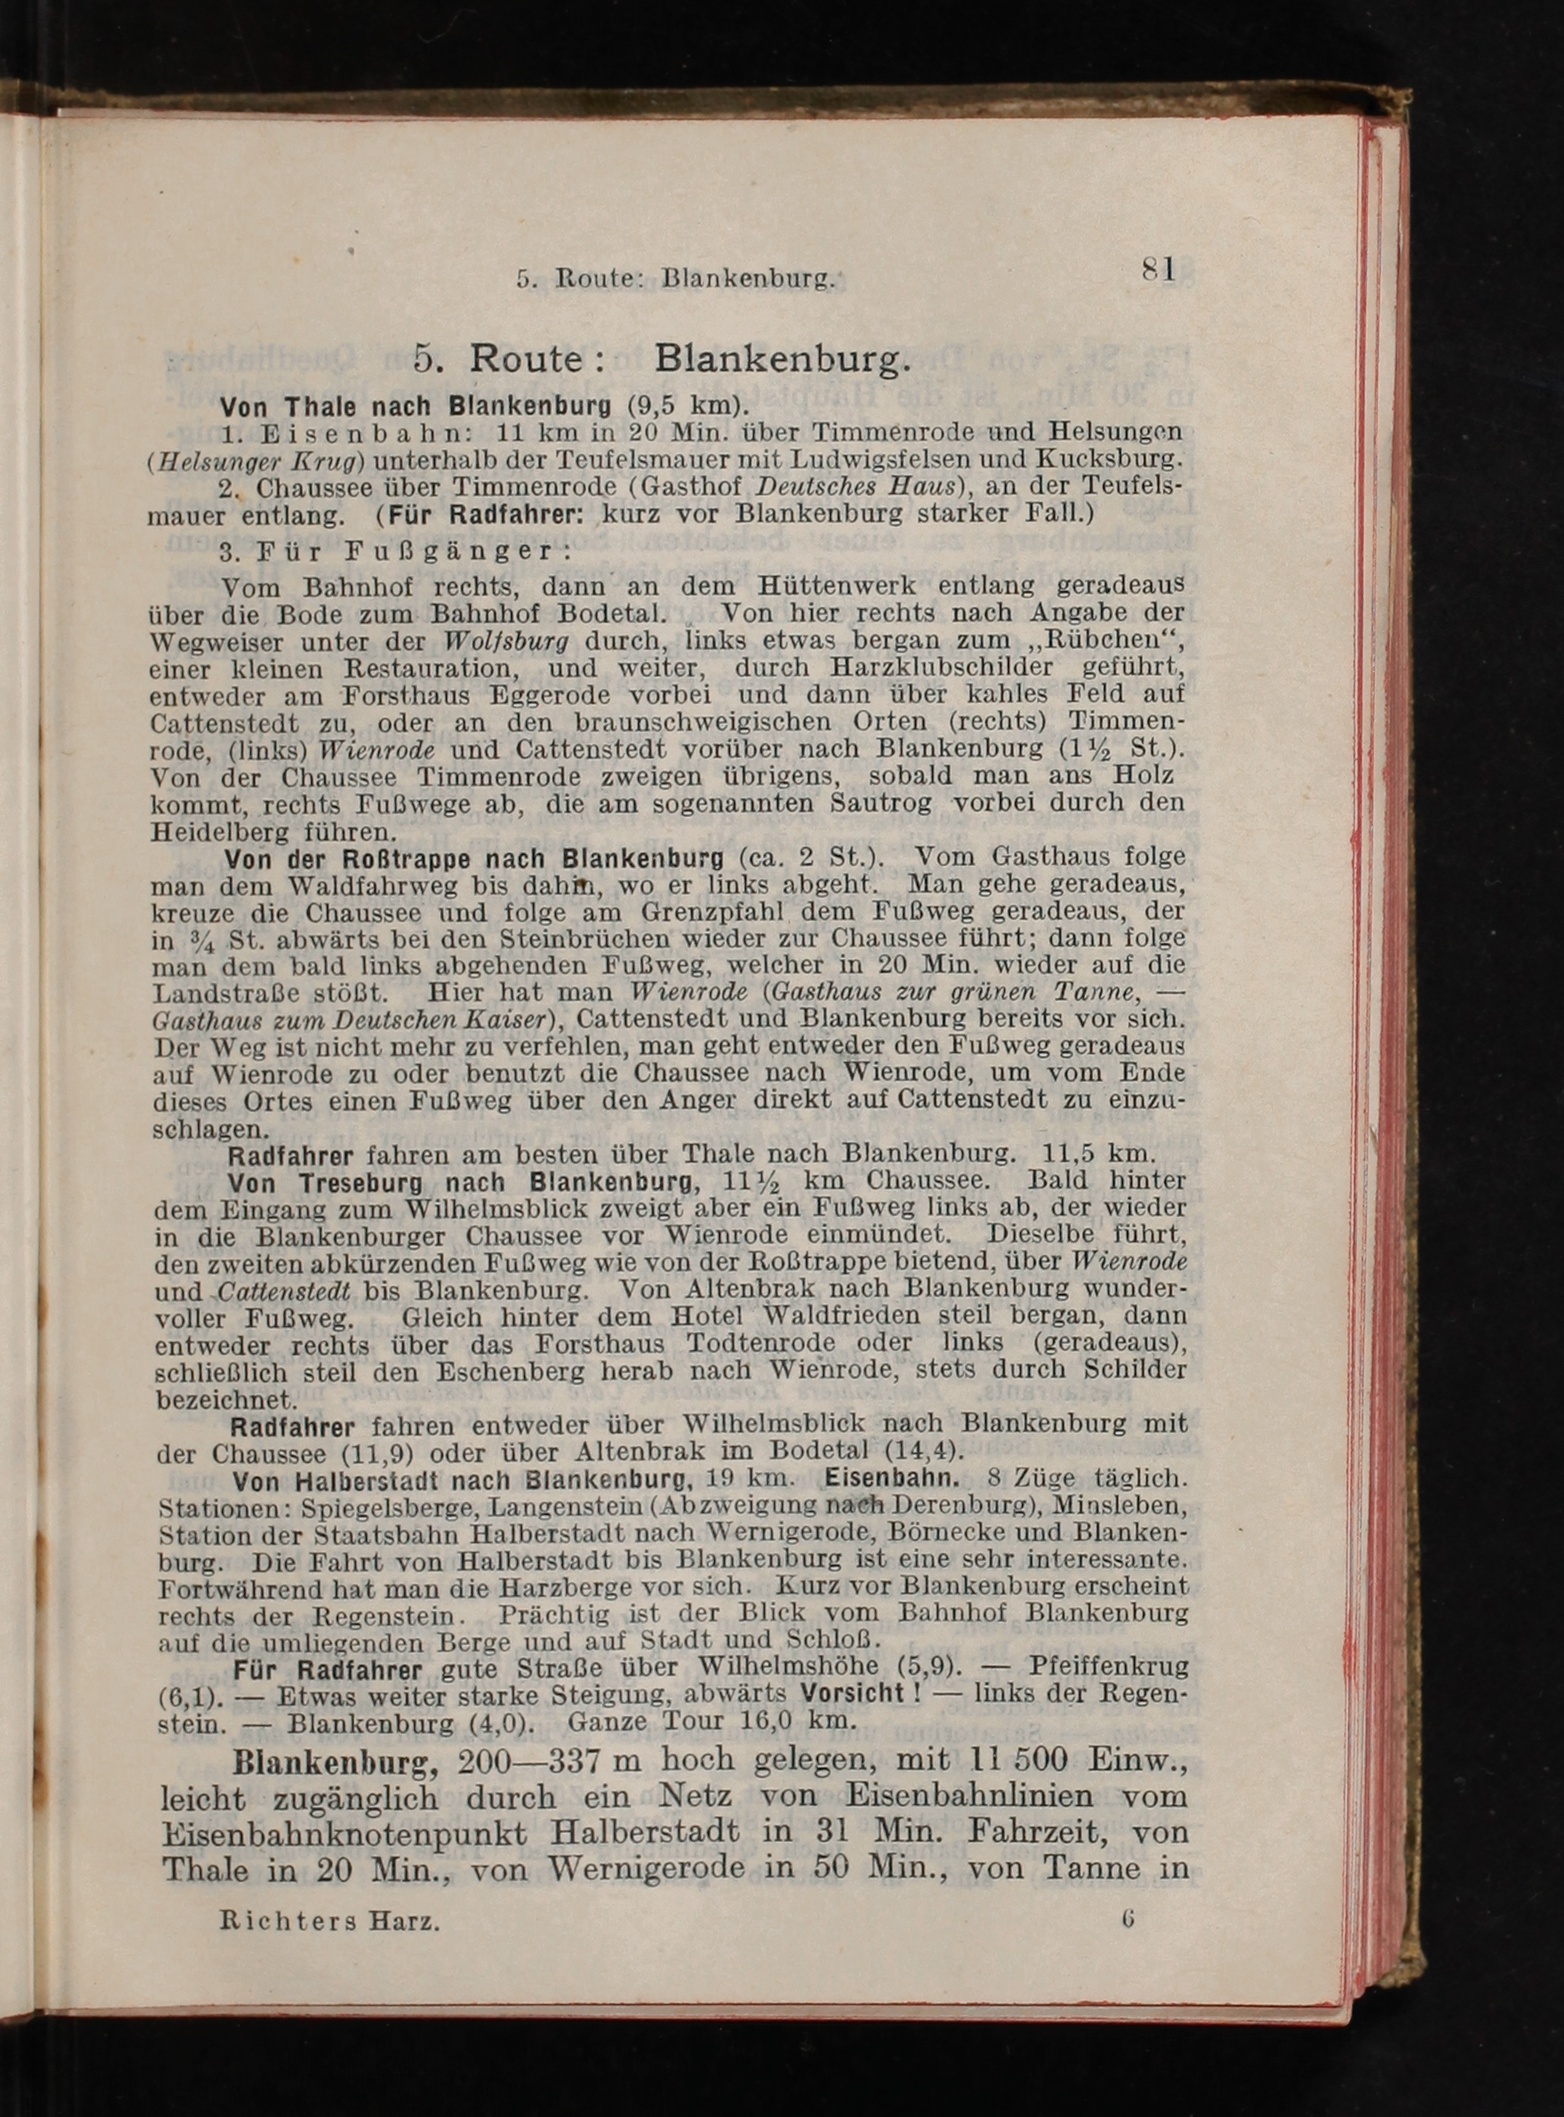 5. Route: Blankenburg.
81
5. Route: Blankenburg.
Von Thale nach Blankenburg (9,5 km).
1. Eisenbahn: 11 km in 20 Min. über Timmenrode und Helsungen
(Helsunger Krug) unterhalb der Teufelsmauer mit Ludwigsfelsen und Kucksburg.
2. Chaussee über Timmenrode (Gasthof Deutsches Haus), an der Teufels-
mauer entlang. (Für Radfahrer: kurz vor Blankenburg starker Fall.)
3. Für Fußgänger:
Vom Bahnhof rechts, dann an dem Hüttenwerk entlang geradeaus
über die Bode zum Bahnhof Bodetal. Von hier rechts nach Angabe der
Wegweiser unter der Wolfsburg durch, links etwas bergan zum „Rübchen“,
einer kleinen Restauration, und weiter, durch Harzklubschilder geführt,
entweder am Forsthaus Eggerode vorbei und dann über kahles Feld auf
Cattenstedt zu, oder an den braunschweigischen Orten (rechts) Timmen-
rode, (links) Wienrode und Cattenstedt vorüber nach Blankenburg (1½ St.).
Von der Chaussee Timmenrode zweigen übrigens, sobald man ans Holz
kommt, rechts Fußwege ab, die am sogenannten Sautrog vorbei durch den
Heidelberg führen.
Von der Roßtrappe nach Blankenburg (ca. 2 St.). Vom Gasthaus folge
man dem Waldfahrweg bis dahin, wo er links abgeht. Man gehe geradeaus,
kreuze die Chaussee und folge am Grenzpfahl dem Fußweg geradeaus, der
in ¾ St. abwärts bei den Steinbrüchen wieder zur Chaussee führt; dann folge
man dem bald links abgehenden Fußweg, welcher in 20 Min. wieder auf die
Landstraße stößt. Hier hat man Wienrode (Gasthaus zur grünen Tanne, —
Gasthaus zum Deutschen Kaiser), Cattenstedt und Blankenburg bereits vor sich.
Der Weg ist nicht mehr zu verfehlen, man geht entweder den Fußweg geradeaus
auf Wienrode zu oder benutzt die Chaussee nach Wienrode, um vom Ende
dieses Ortes einen Fußweg über den Anger direkt auf Cattenstedt zu einzu-
schlagen.
Radfahrer fahren am besten über Thale nach Blankenburg. 11,5 km.
Von Treseburg nach Blankenburg, 11½ km Chaussee. Bald hinter
dem Eingang zum Wilhelmsblick zweigt aber ein Fußweg links ab, der wieder
in die Blankenburger Chaussee vor Wienrode einmündet. Dieselbe führt,
den zweiten abkürzenden Fußweg wie von der Roßtrappe bietend, über Wienrode
und Cattenstedt bis Blankenburg. Von Altenbrak nach Blankenburg wunder-
voller Fußweg. Gleich hinter dem Hotel Waldfrieden steil bergan, dann
entweder rechts über das Forsthaus Todtenrode oder links (geradeaus),
schließlich steil den Eschenberg herab nach Wienrode, stets durch Schilder
bezeichnet.
Radfahrer fahren entweder über Wilhelmsblick nach Blankenburg mit
der Chaussee (11,9) oder über Altenbrak im Bodetal (14,4).
Von Halberstadt nach Blankenburg, 19 km. Eisenbahn. 8 Züge täglich.
Stationen: Spiegelsberge, Langenstein (Abzweigung nach Derenburg), Minsleben,
Station der Staatsbahn Halberstadt nach Wernigerode, Börnecke und Blanken-
burg. Die Fahrt von Halberstadt bis Blankenburg ist eine sehr interessante.
Fortwährend hat man die Harzberge vor sich. Kurz vor Blankenburg erscheint
rechts der Regenstein. Prächtig ist der Blick vom Bahnhof Blankenburg
auf die umliegenden Berge und auf Stadt und Schloß.
Für Radfahrer gute Straße über Wilhelmshöhe (5,9). — Pfeiffenkrug
(6,1). — Etwas weiter starke Steigung, abwärts Vorsicht! — links der Regen-
stein. — Blankenburg (4,0). Ganze Tour 16,0 km.
Blankenburg, 200—337 m hoch gelegen, mit 11 500 Einw.,
leicht zugänglich durch ein Netz von Eisenbahnlinien vom
Eisenbahnknotenpunkt Halberstadt in 31 Min. Fahrzeit, von
Thale in 20 Min., von Wernigerode in 50 Min., von Tanne in
Richters Harz.
6